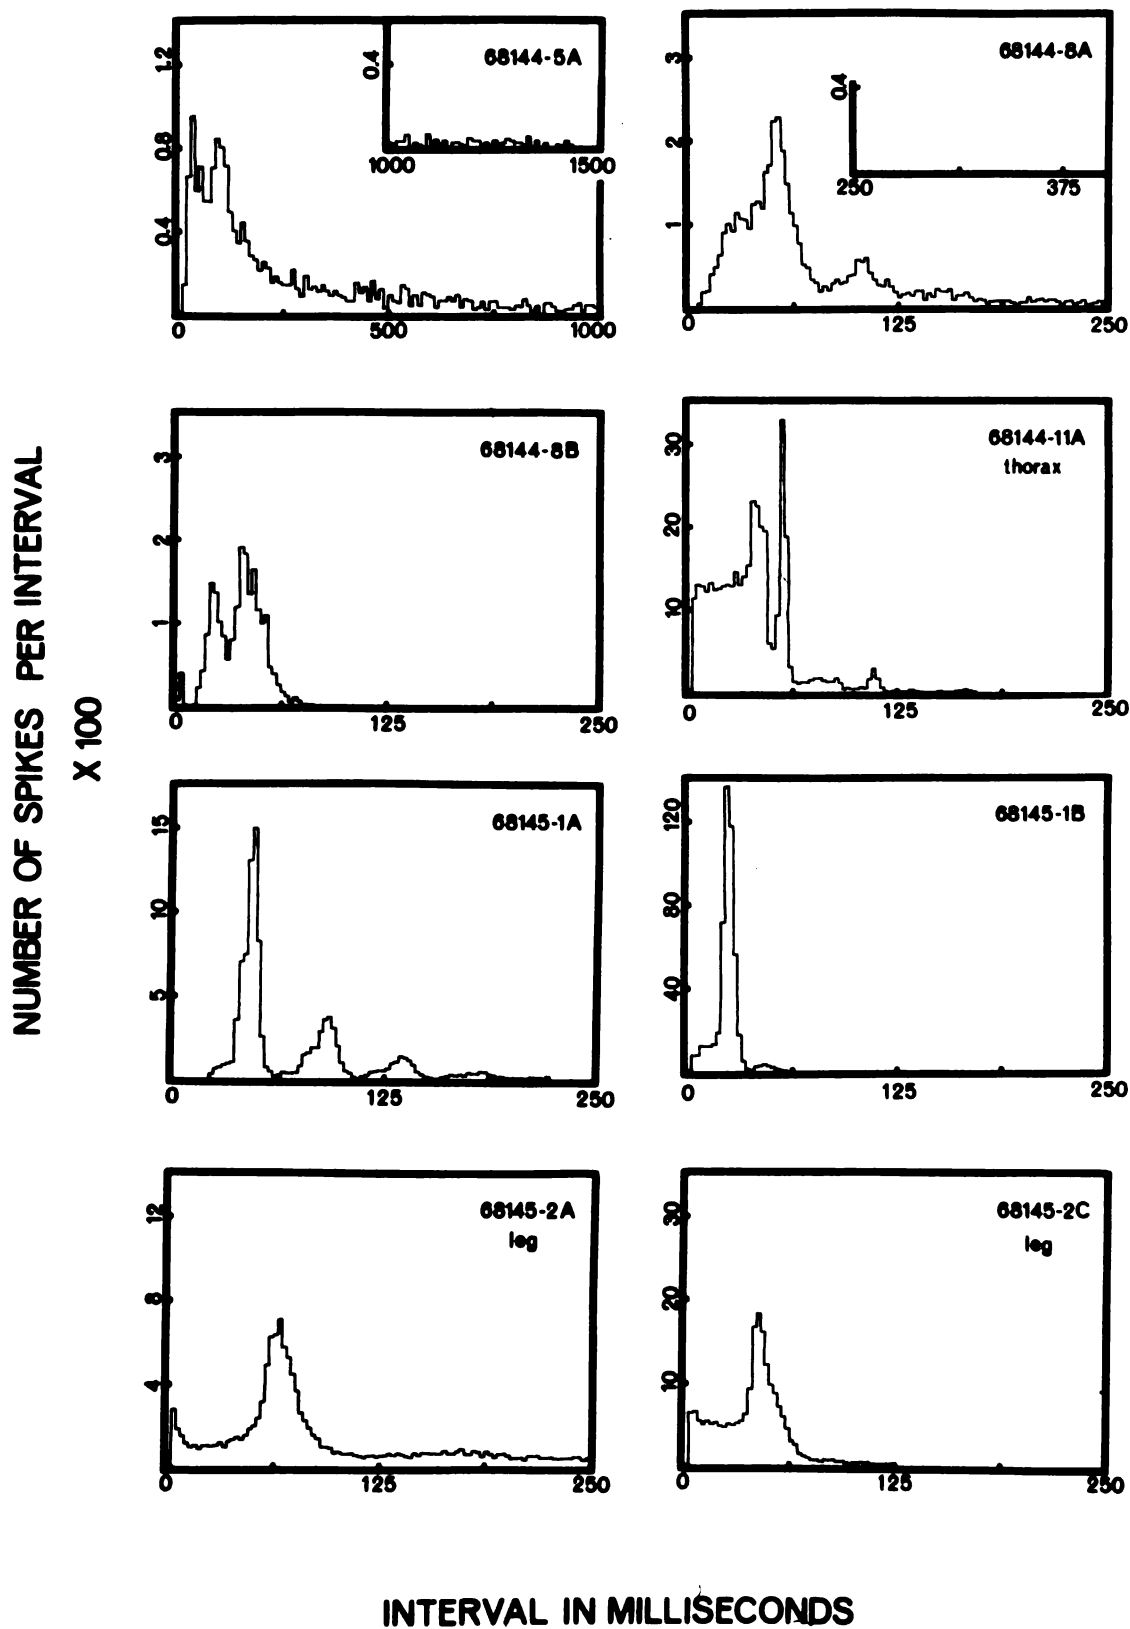 NUMBER OF SPIKES PER INTERVAL
X 100
68144-5A
1.2
0.8
0.4
0.4
1000 1500
0 500 1000
68144-8A
3
2
1
0.4
250 375
0 125 250
68144-8B
3
2
1
0 125 250
68144-11A
thorax
30
20
10
0 125 250
68145-1A
15
10
5
0 125 250
68145-1B
120
80
40
0 125 250
68145-2A
leg
12
8
4
0 125 250
68145-2C
leg
30
20
10
0 125 250
INTERVAL IN MILLISECONDS